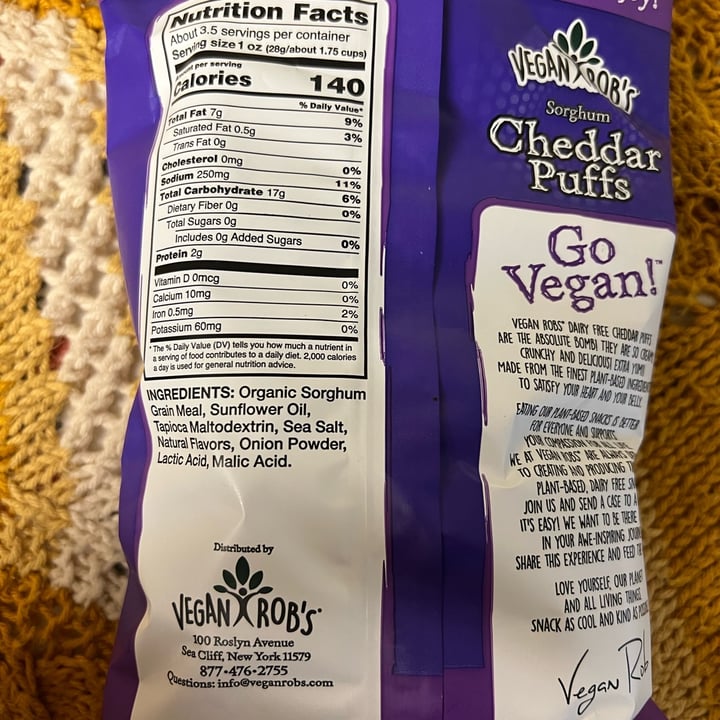 Nutrition Facts
About 3.5 servings per container
Serving size 1 oz (28g/about 1.75 cups)
per serving
Calories 140
% Daily Value*
Total Fat 7g 9%
Saturated Fat 0.5g 3%
Trans Fat 0g
Cholesterol 0mg 0%
Sodium 250mg 11%
Total Carbohydrate 17g 6%
Dietary Fiber 0g 0%
Total Sugars 0g
Includes 0g Added Sugars 0%
Protein 2g
Vitamin D 0mcg 0%
Calcium 10mg 0%
Iron 0.5mg 2%
Potassium 60mg 0%
* The % Daily Value (DV) tells you how much a nutrient in
a serving of food contributes to a daily diet. 2,000 calories
a day is used for general nutrition advice.
INGREDIENTS: Organic Sorghum
Grain Meal, Sunflower Oil,
Tapioca Maltodextrin, Sea Salt,
Natural Flavors, Onion Powder,
Lactic Acid, Malic Acid.
Distributed by
VEGAN ROB'S
100 Roslyn Avenue
Sea Cliff, New York 11579
877-476-2755
Questions: info@veganrobs.com
VEGAN ROB'S
Sorghum
Cheddar
Puffs
Go
Vegan!™
VEGAN ROBS' DAIRY FREE CHEDDAR PUFFS
ARE THE ABSOLUTE BOMB! THEY ARE SO
CRUNCHY AND DELICIOUS! EXTRA YUM!
MADE FROM THE FINEST PLANT-BASED
TO SATISFY YOUR HEART AND YOUR BELLY.
EATING OUR PLANT-BASED SNACKS IS BETTER
FOR EVERYONE AND SUPPORTS
YOUR COMPASSION FOR ALL
WE AT VEGAN ROBS' ARE
TO CREATING AND PRODUCING
PLANT-BASED, DAIRY FREE
JOIN US AND SEND A CASE TO A
IT'S EASY! WE WANT TO BE THERE
IN YOUR AWE-INSPIRING
SHARE THIS EXPERIENCE AND FEED
LOVE YOURSELF, OUR PLANET
AND ALL LIVING THINGS.
SNACK AS COOL AND KIND AS
Vegan Rob